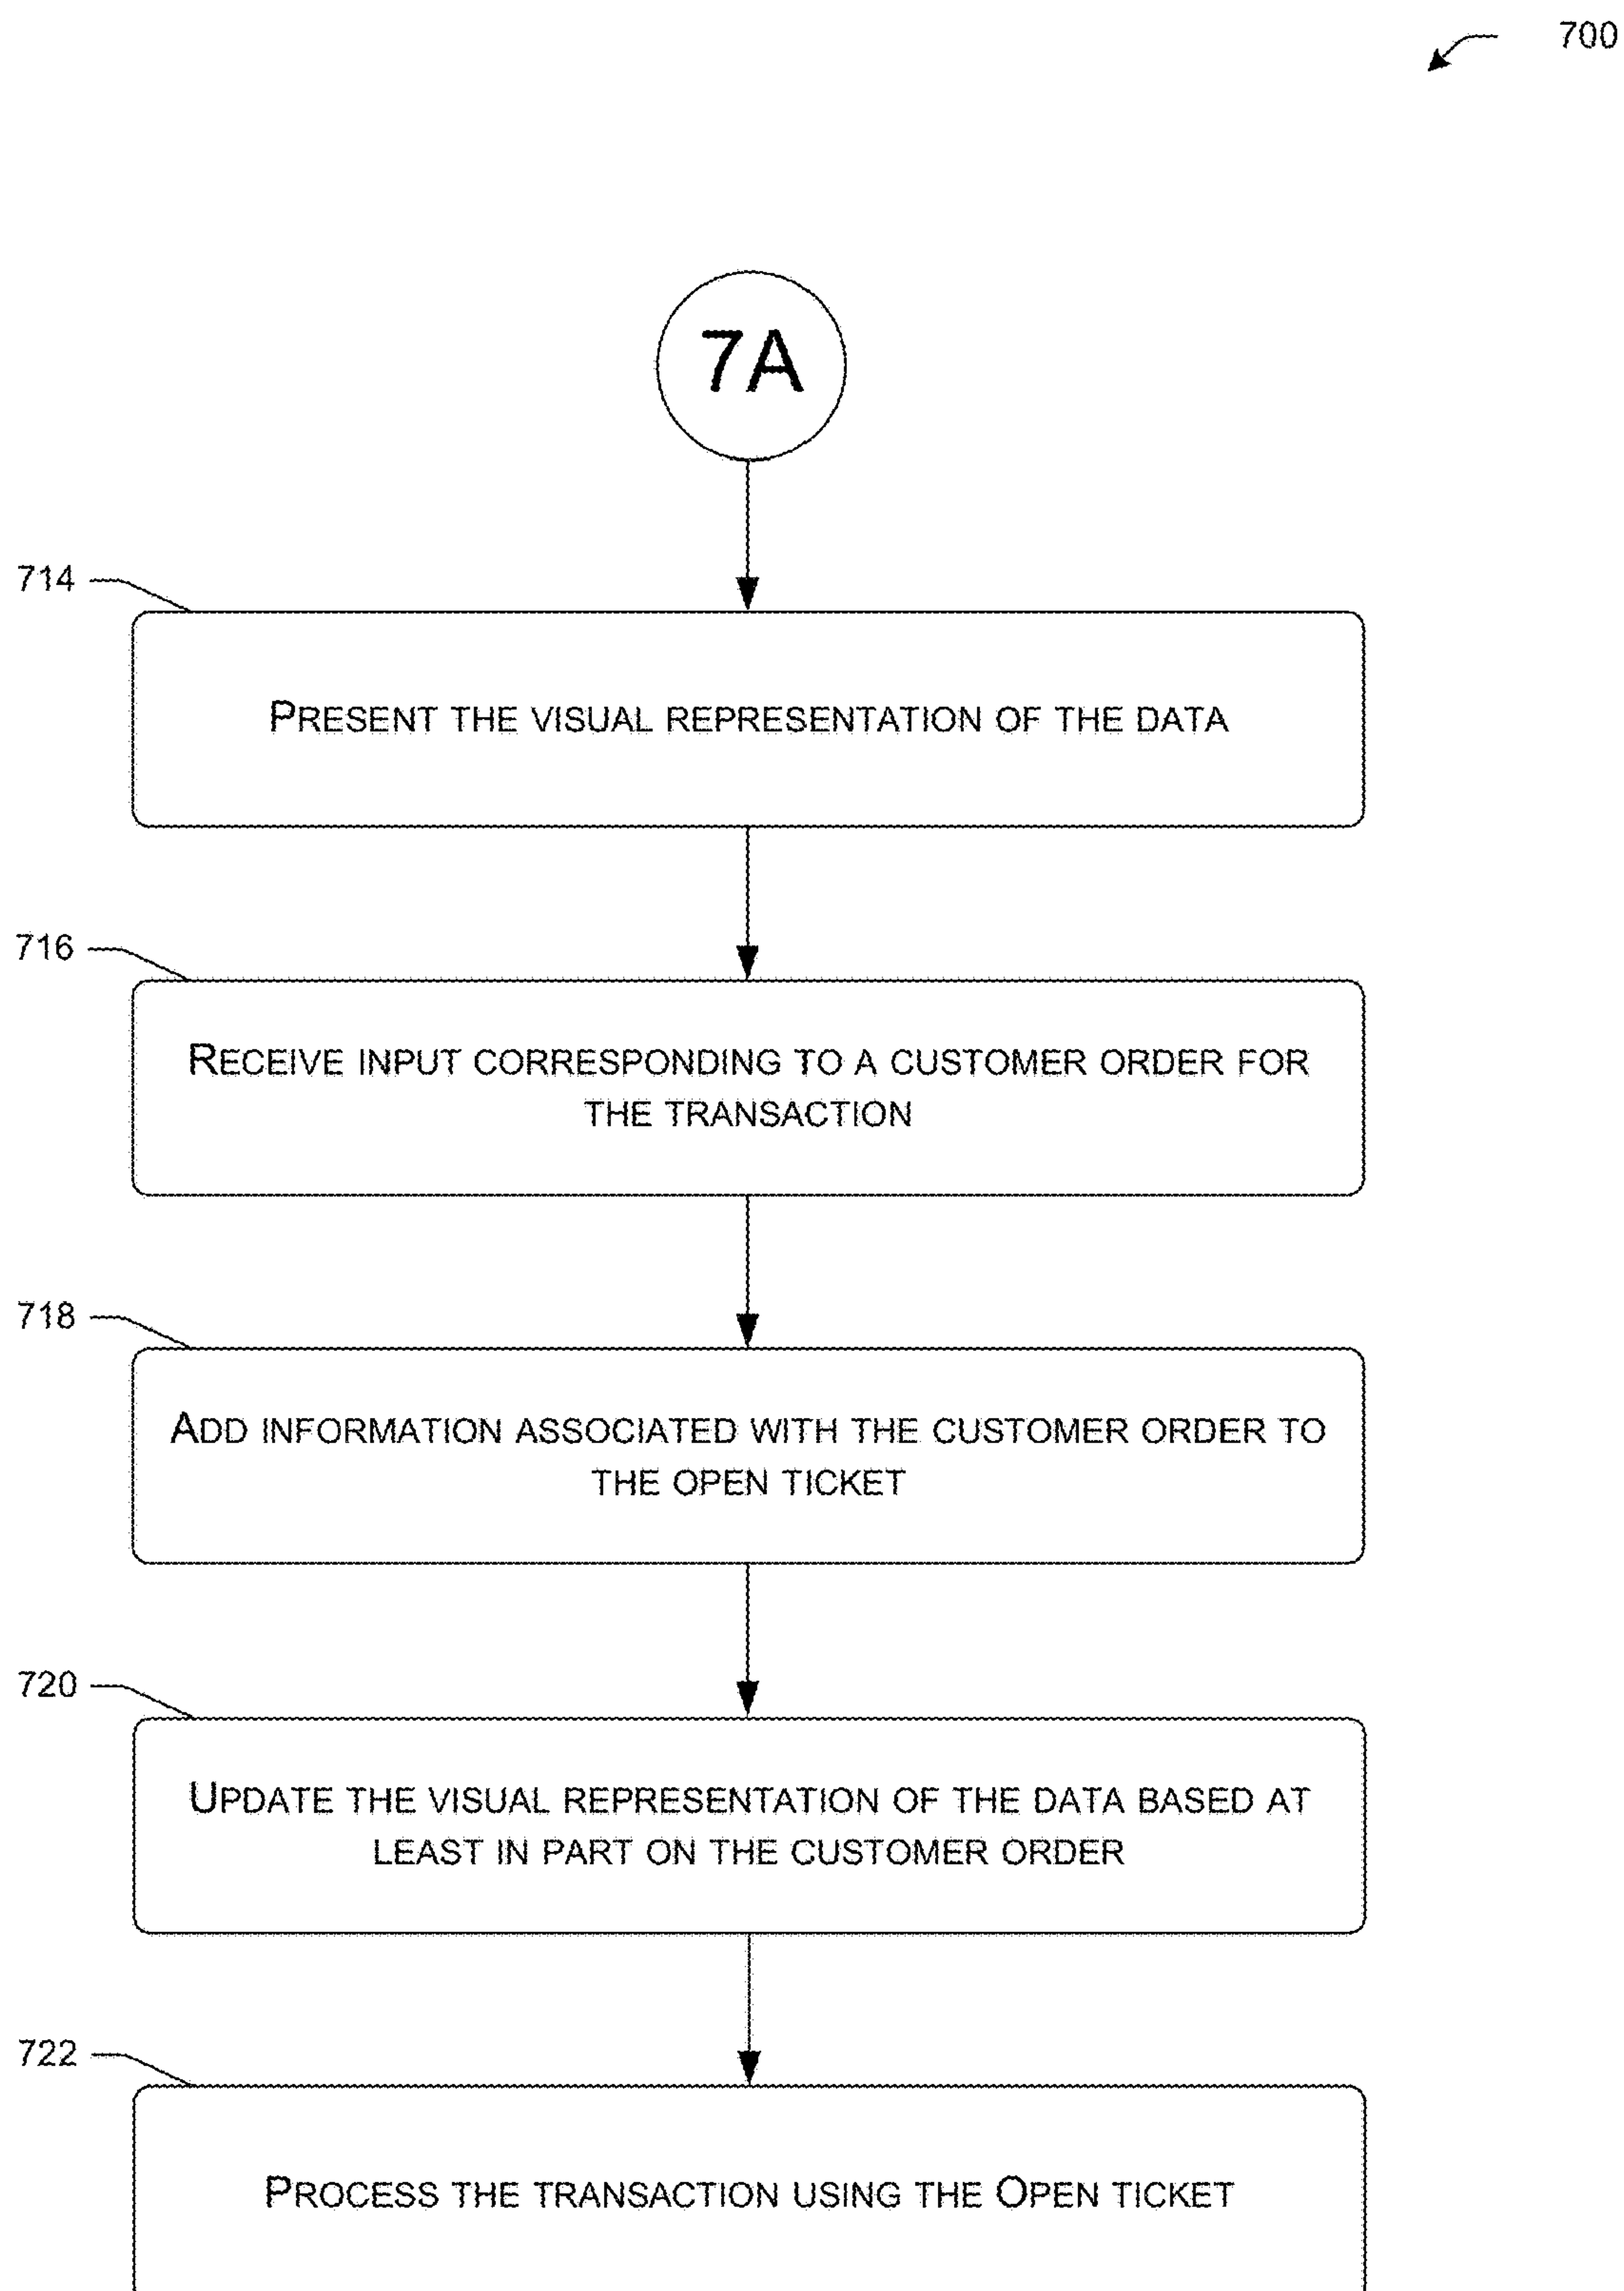 700
7A
714
PRESENT THE VISUAL REPRESENTATION OF THE DATA
716
RECEIVE INPUT CORRESPONDING TO A CUSTOMER ORDER FOR
THE TRANSACTION
718
ADD INFORMATION ASSOCIATED WITH THE CUSTOMER ORDER TO
THE OPEN TICKET
720
UPDATE THE VISUAL REPRESENTATION OF THE DATA BASED AT
LEAST IN PART ON THE CUSTOMER ORDER
722
PROCESS THE TRANSACTION USING THE OPEN TICKET